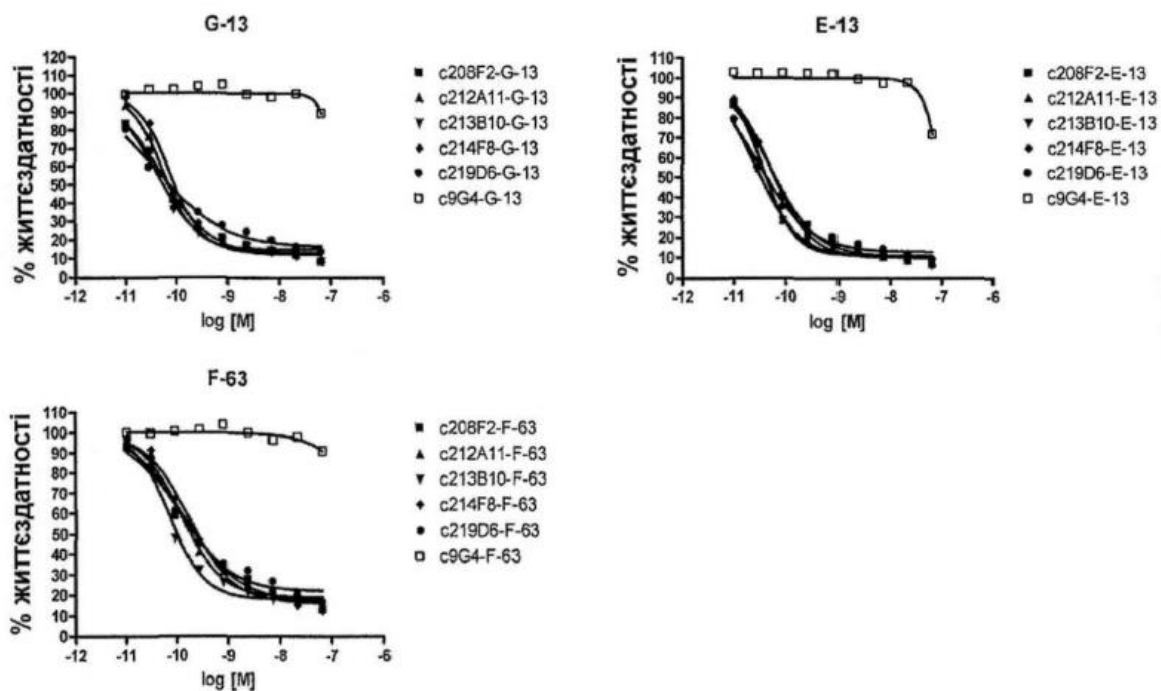 G-13
% життєздатності
120
110
100
90
80
70
60
50
40
30
20
10
0
-12 -11 -10 -9 -8 -7 -6
log [M]
c208F2-G-13
c212A11-G-13
c213B10-G-13
c214F8-G-13
c219D6-G-13
c9G4-G-13
E-13
% життєздатності
110
100
90
80
70
60
50
40
30
20
10
0
-12 -11 -10 -9 -8 -7 -6
log [M]
c208F2-E-13
c212A11-E-13
c213B10-E-13
c214F8-E-13
c219D6-E-13
c9G4-E-13
F-63
% життєздатності
110
100
90
80
70
60
50
40
30
20
10
0
-12 -11 -10 -9 -8 -7 -6
log [M]
c208F2-F-63
c212A11-F-63
c213B10-F-63
c214F8-F-63
c219D6-F-63
c9G4-F-63